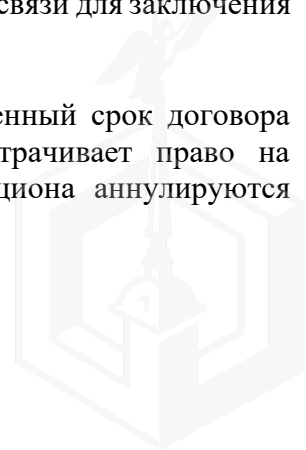 связи для заключения
енный срок договора
трачивает право на
циона аннулируются